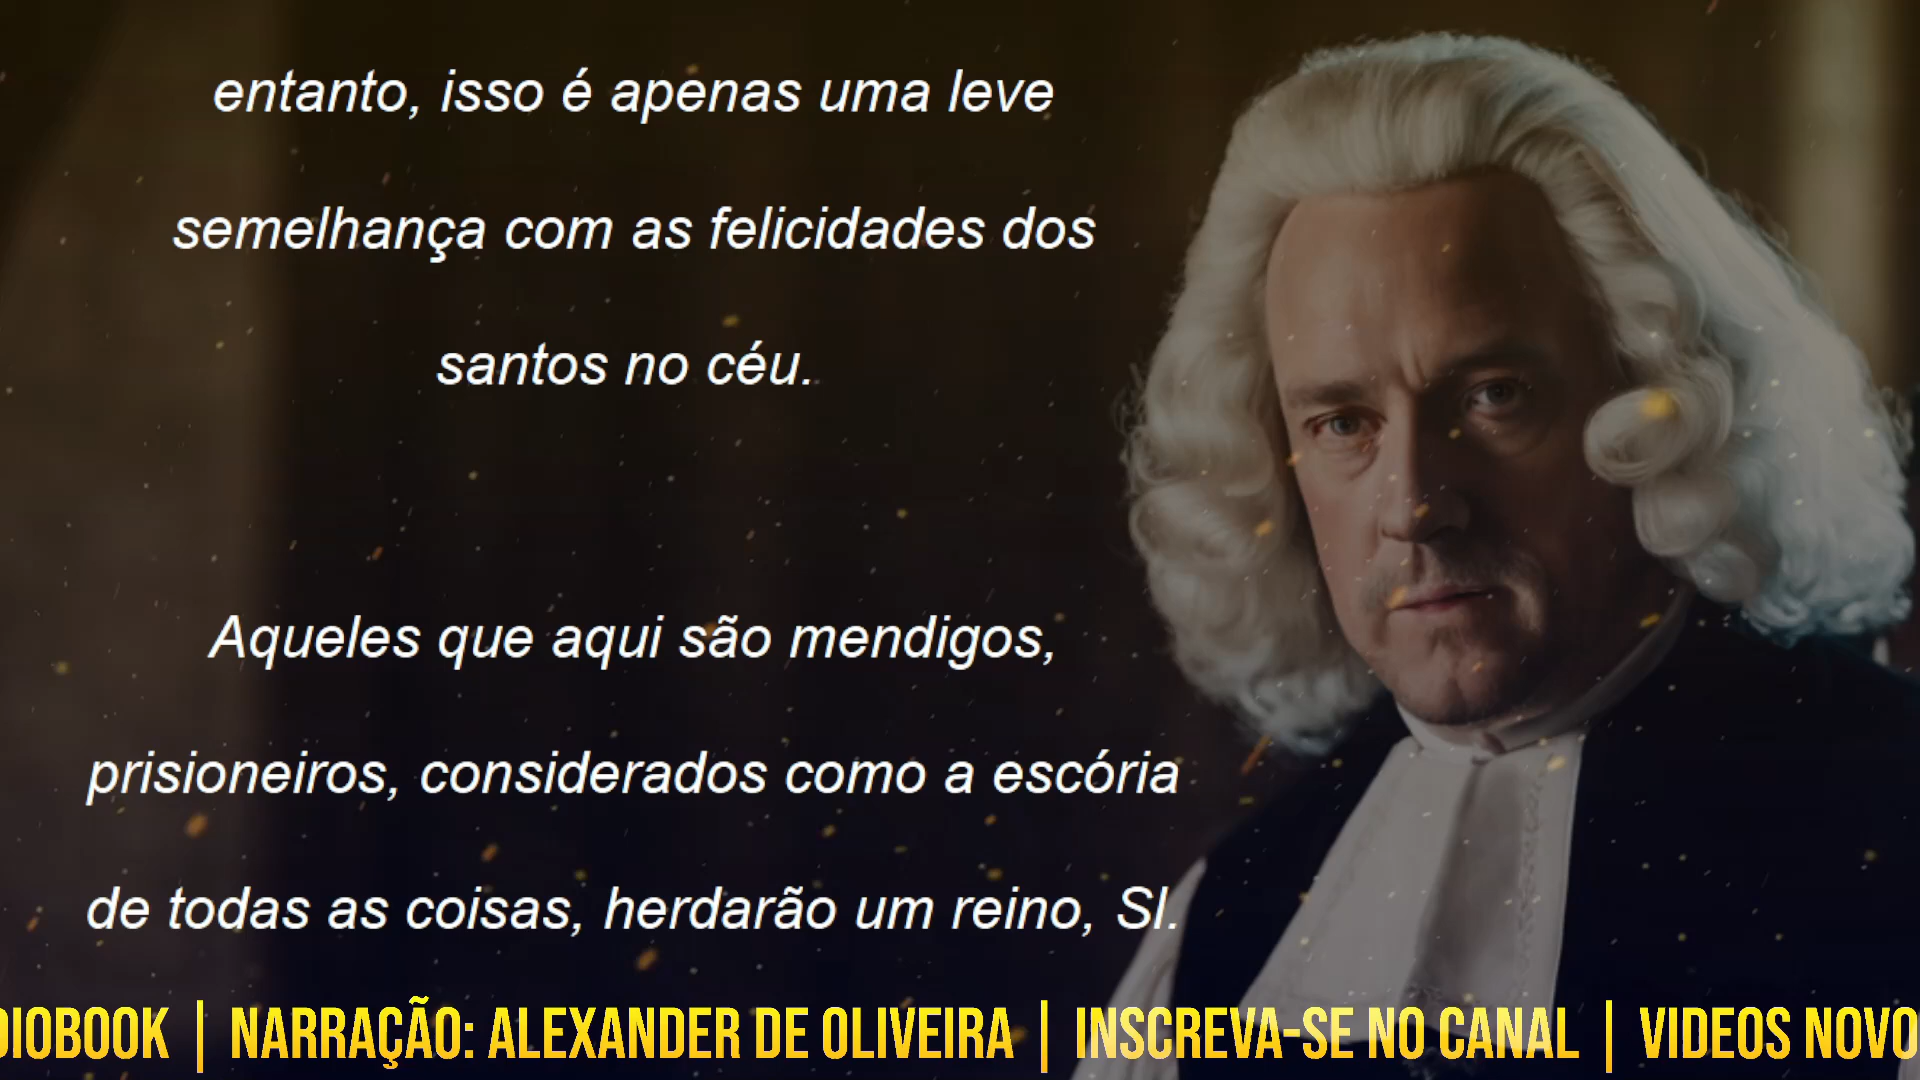 entanto, isso é apenas uma leve
semelhança com as felicidades dos
santos no céu.
Aqueles que aqui são mendigos,
prisioneiros, considerados como a escória
de todas as coisas, herdarão um reino, Sl.
DIOBOOK | NARRAÇÃO: ALEXANDER DE OLIVEIRA | INSCREVA-SE NO CANAL | VIDEOS NOVO